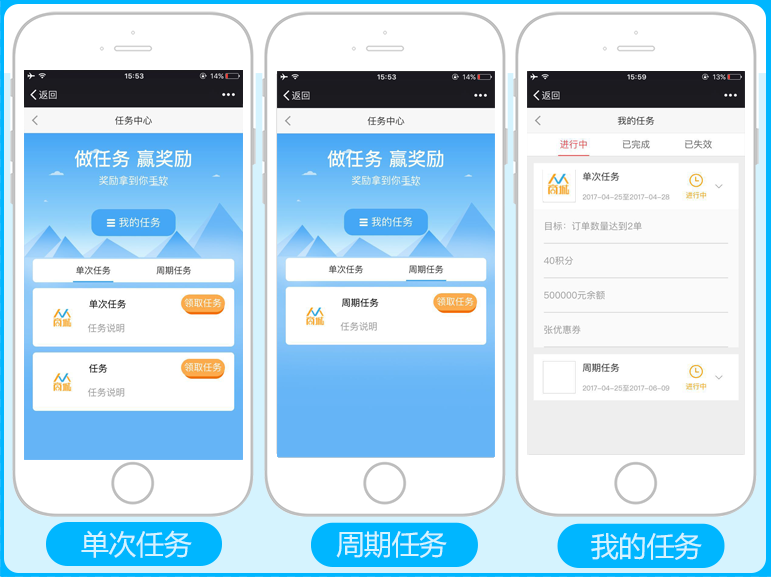 15:53
14%
返回
任务中心
做任务 赢奖励
奖励拿到你手软
我的任务
单次任务 周期任务
商城
单次任务
领取任务
任务说明
商城
任务
领取任务
任务说明
单次任务
15:53
14%
返回
任务中心
做任务 赢奖励
奖励拿到你手软
我的任务
单次任务 周期任务
商城
周期任务
领取任务
任务说明
周期任务
15:59
13%
返回
我的任务
进行中 已完成 已失效
商城
单次任务
2017-04-25至2017-04-28
进行中
目标：订单数量达到2单
40积分
500000元余额
张优惠券
周期任务
2017-04-25至2017-06-09
进行中
我的任务